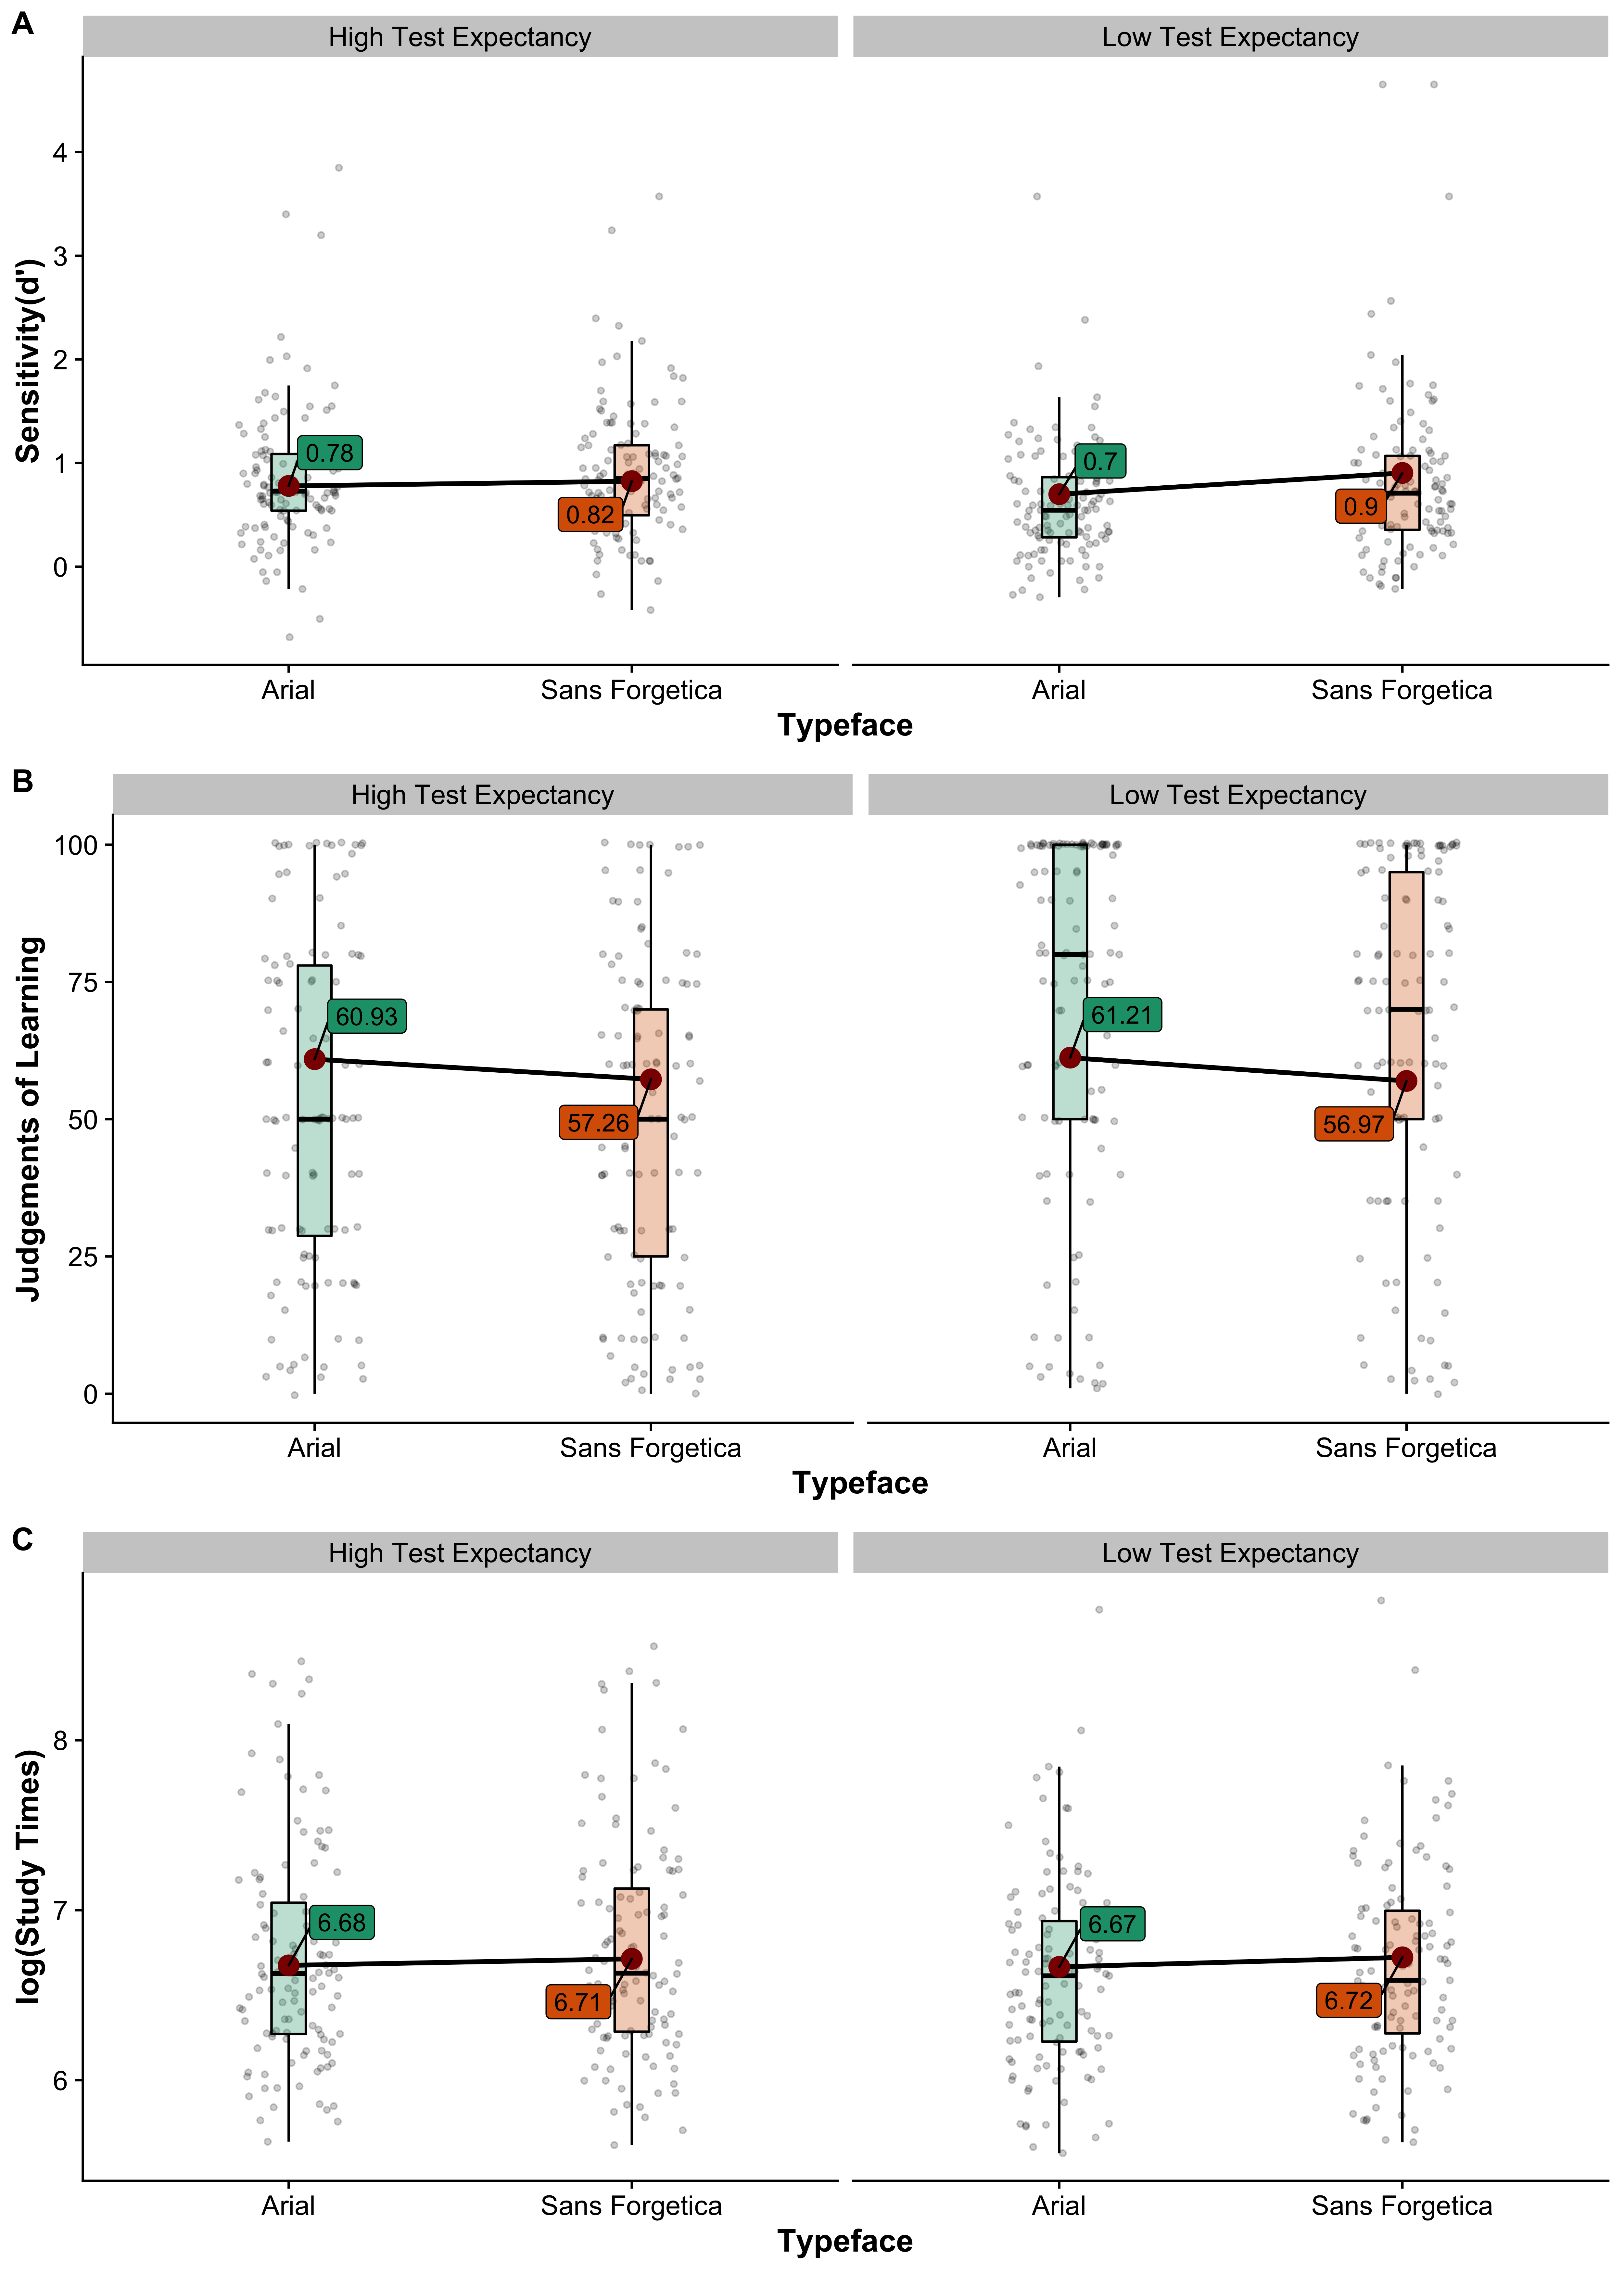 A
High Test Expectancy
Low Test Expectancy
Sensitivity(d')
4
3
2
1
0
0.78
0.82
0.7
0.9
Arial
Sans Forgetica
Arial
Sans Forgetica
Typeface
B
High Test Expectancy
Low Test Expectancy
Judgements of Learning
100
75
50
25
0
60.93
57.26
61.21
56.97
Arial
Sans Forgetica
Arial
Sans Forgetica
Typeface
C
High Test Expectancy
Low Test Expectancy
log(Study Times)
8
7
6
6.68
6.71
6.67
6.72
Arial
Sans Forgetica
Arial
Sans Forgetica
Typeface